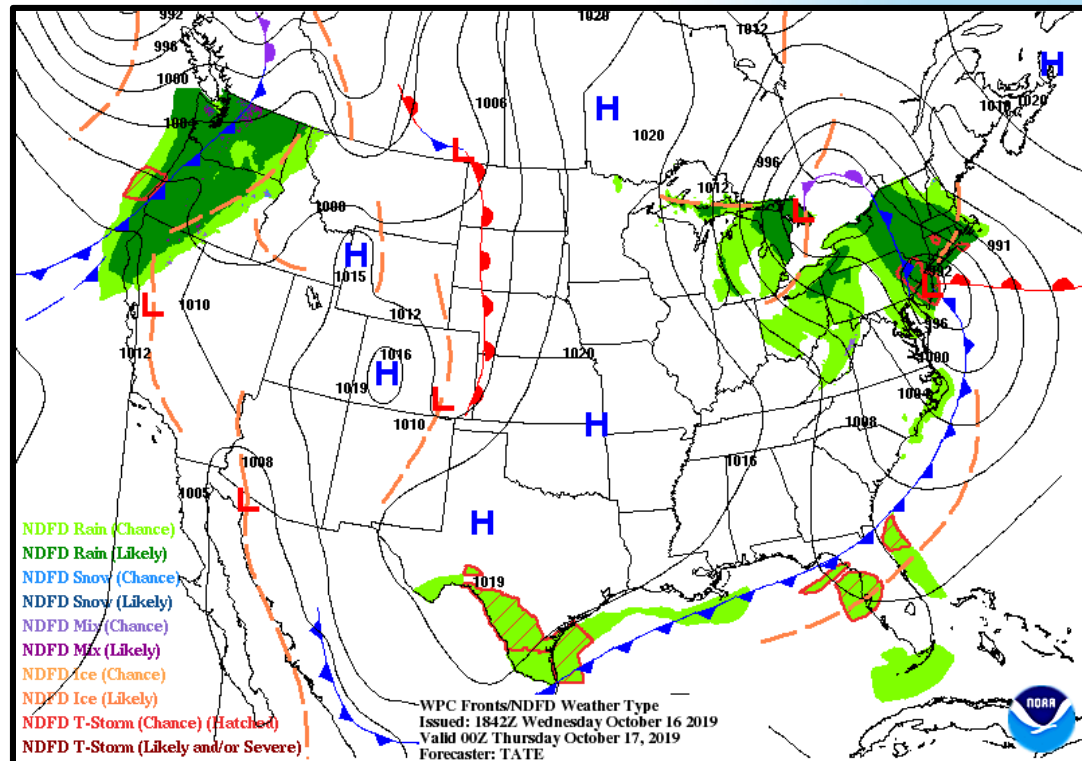 992
1020
1012
H
996
1000
1006
H
1016
1020
1004
1020
996
L
1012
L
1008
991
H
1002
1015
L
L
1010
1012
996
1012
1016
1020
1000
H
1019
1004
L
1010
1008
H
1008
1016
1005
L
H
NDFD Rain (Chance)
NDFD Rain (Likely)
1019
NDFD Snow (Chance)
NDFD Snow (Likely)
NDFD Mix (Chance)
NDFD Mix (Likely)
NDFD Ice (Chance)
NDFD Ice (Likely)
NDFD T-Storm (Chance) (Hatched)
NDFD T-Storm (Likely and/or Severe)
WPC Fronts/NDFD Weather Type
Issued: 1842Z Wednesday October 16 2019
Valid 00Z Thursday October 17, 2019
Forecaster: TATE
NOAA